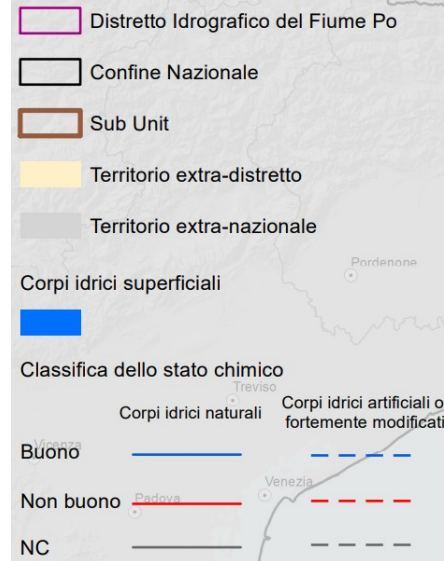 Distretto Idrografico del Fiume Po
Confine Nazionale
Sub Unit
Territorio extra-distretto
Territorio extra-nazionale
Pordenone
Corpi idrici superficiali
Classifica dello stato chimico
Treviso
Corpi idrici naturali
Corpi idrici artificiali o
fortemente modificati
Vicenza
Buono
Venezia
Non buono
Padova
NC